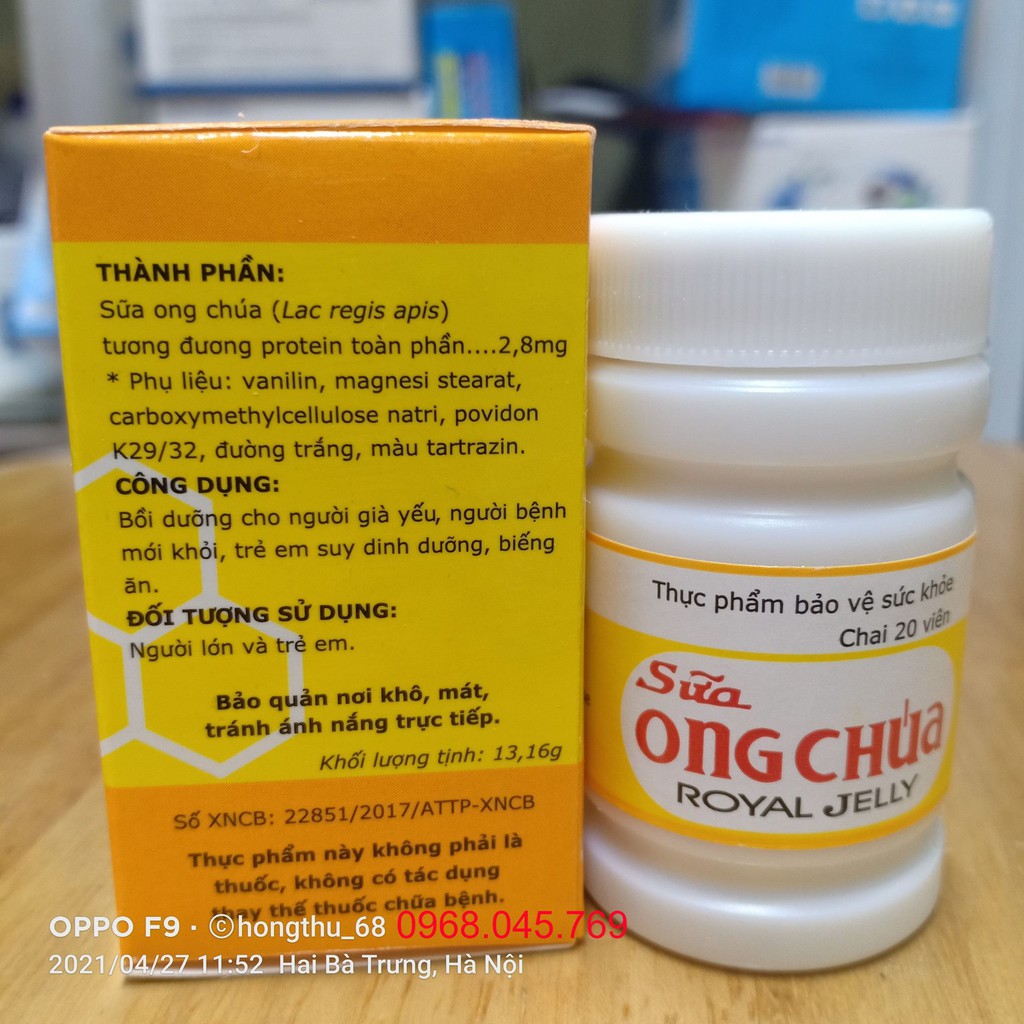 THÀNH PHẦN:
Sữa ong chúa (Lac regis apis)
tương đương protein toàn phần....2,8mg
* Phụ liệu: vanilin, magnesi stearat,
carboxymethylcellulose natri, povidon
K29/32, đường trắng, màu tartrazin.
CÔNG DỤNG:
Bồi dưỡng cho người già yếu, người bệnh
mới khỏi, trẻ em suy dinh dưỡng, biếng
ăn.
ĐỐI TƯỢNG SỬ DỤNG:
Người lớn và trẻ em.
Bảo quản nơi khô, mát,
tránh ánh nắng trực tiếp.
Khối lượng tịnh: 13,16g
Số XNCB: 22851/2017/ATTP-XNCB
Thực phẩm này không phải là
thuốc, không có tác dụng
thay thế thuốc chữa bệnh.
Thực phẩm bảo vệ sức khỏe
Chai 20 viên
Sữa
ONG CHÚA
ROYAL JELLY
OPPO F9 · ©hongthu_68 0968.045.769
2021/04/27 11:52 Hai Bà Trưng, Hà Nội